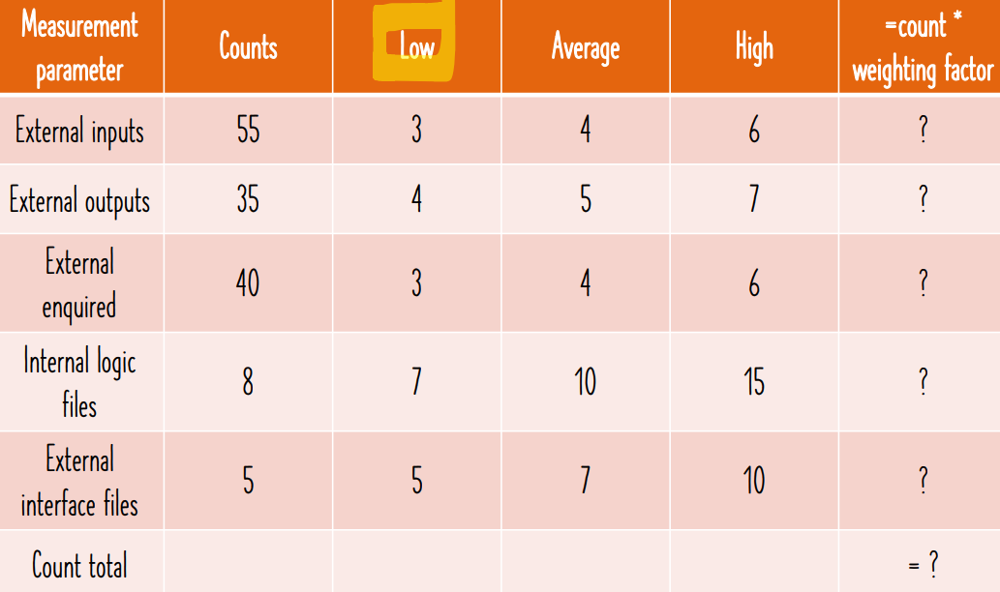 Measurement parameter Counts Low Average High =count * weighting factor
External inputs 55 3 4 6 ?
External outputs 35 4 5 7 ?
External enquired 40 3 4 6 ?
Internal logic files 8 7 10 15 ?
External interface files 5 5 7 10 ?
Count total = ?